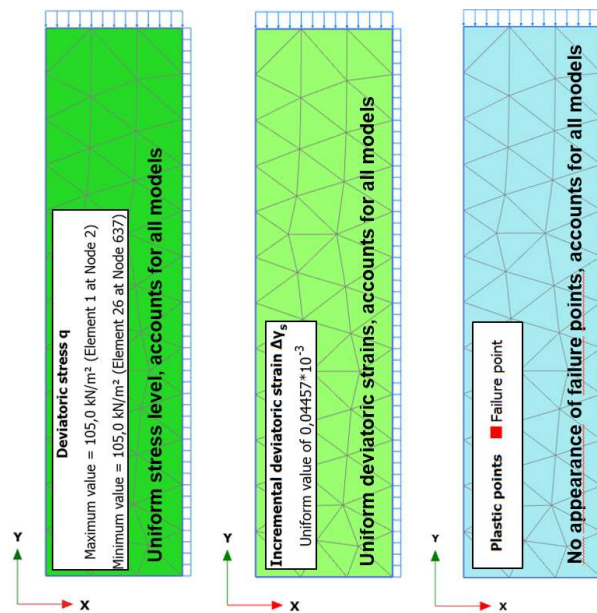 Deviatoric stress q
Maximum value = 105,0 kN/m² (Element 1 at Node 2)
Minimum value = 105,0 kN/m² (Element 26 at Node 637)
Uniform stress level, accounts for all models
Y
X
Incremental deviatoric strain Δγs
Uniform value of 0,04457*10-3
Uniform deviatoric strains, accounts for all models
Y
X
Plastic points Failure point
No appearance of failure points, accounts for all models
Y
X